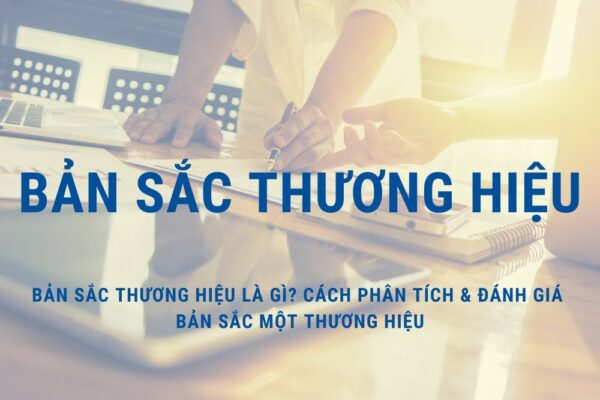 BẢN SẮC THƯƠNG HIỆU
BẢN SẮC THƯƠNG HIỆU LÀ GÌ? CÁCH PHÂN TÍCH & ĐÁNH GIÁ
BẢN SẮC MỘT THƯƠNG HIỆU